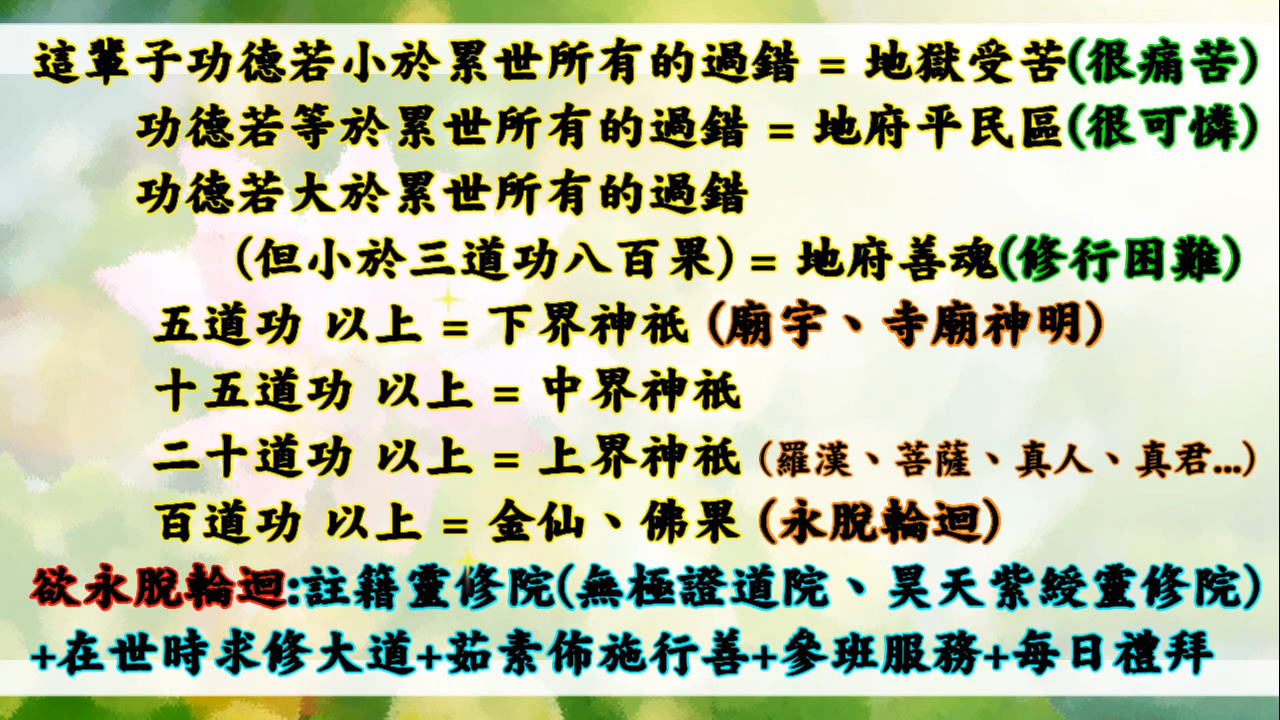 這輩子功德若小於累世所有的過錯 = 地獄受苦(很痛苦)
功德若等於累世所有的過錯 = 地府平民區(很可憐)
功德若大於累世所有的過錯
(但小於三道功八百果) = 地府善魂(修行困難)
五道功 以上 = 下界神祇 (廟宇、寺廟神明)
十五道功 以上 = 中界神祇
二十道功 以上 = 上界神祇 (羅漢、菩薩、真人、真君...)
百道功 以上 = 金仙、佛果 (永脫輪迴)
欲永脫輪迴:註籍靈修院(無極證道院、昊天紫綬靈修院)
+在世時求修大道+茹素佈施行善+參班服務+每日禮拜